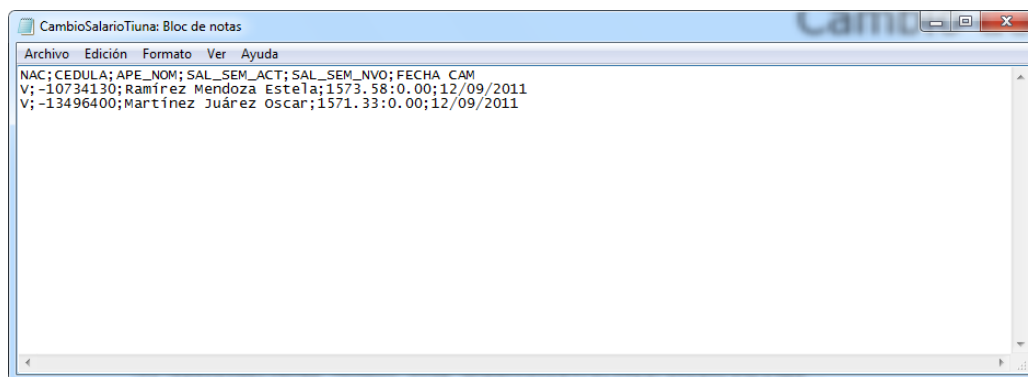 CambioSalarioTiuna: Bloc de notas
Archivo Edición Formato Ver Ayuda
NAC;CEDULA;APE_NOM;SAL_SEM_ACT;SAL_SEM_NVO;FECHA CAM
V;-10734130;Ramírez Mendoza Estela;1573.58:0.00;12/09/2011
V;-13496400;Martínez Juárez Oscar;1571.33:0.00;12/09/2011